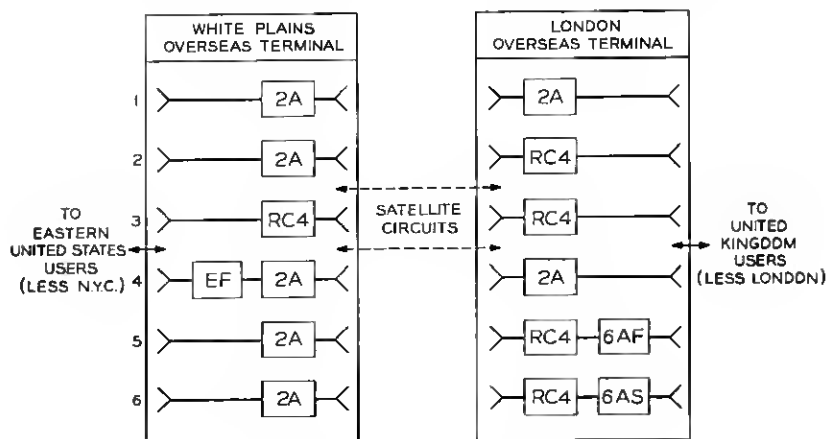 WHITE PLAINS
OVERSEAS TERMINAL
LONDON
OVERSEAS TERMINAL
1
2A
2A
2
2A
RC4
3
RC4
RC4
TO
EASTERN
UNITED STATES
USERS
(LESS N.Y.C.)
SATELLITE
CIRCUITS
TO
UNITED
KINGDOM
USERS
(LESS LONDON)
4
EF
2A
2A
5
2A
RC4
6AF
6
2A
RC4
6AS